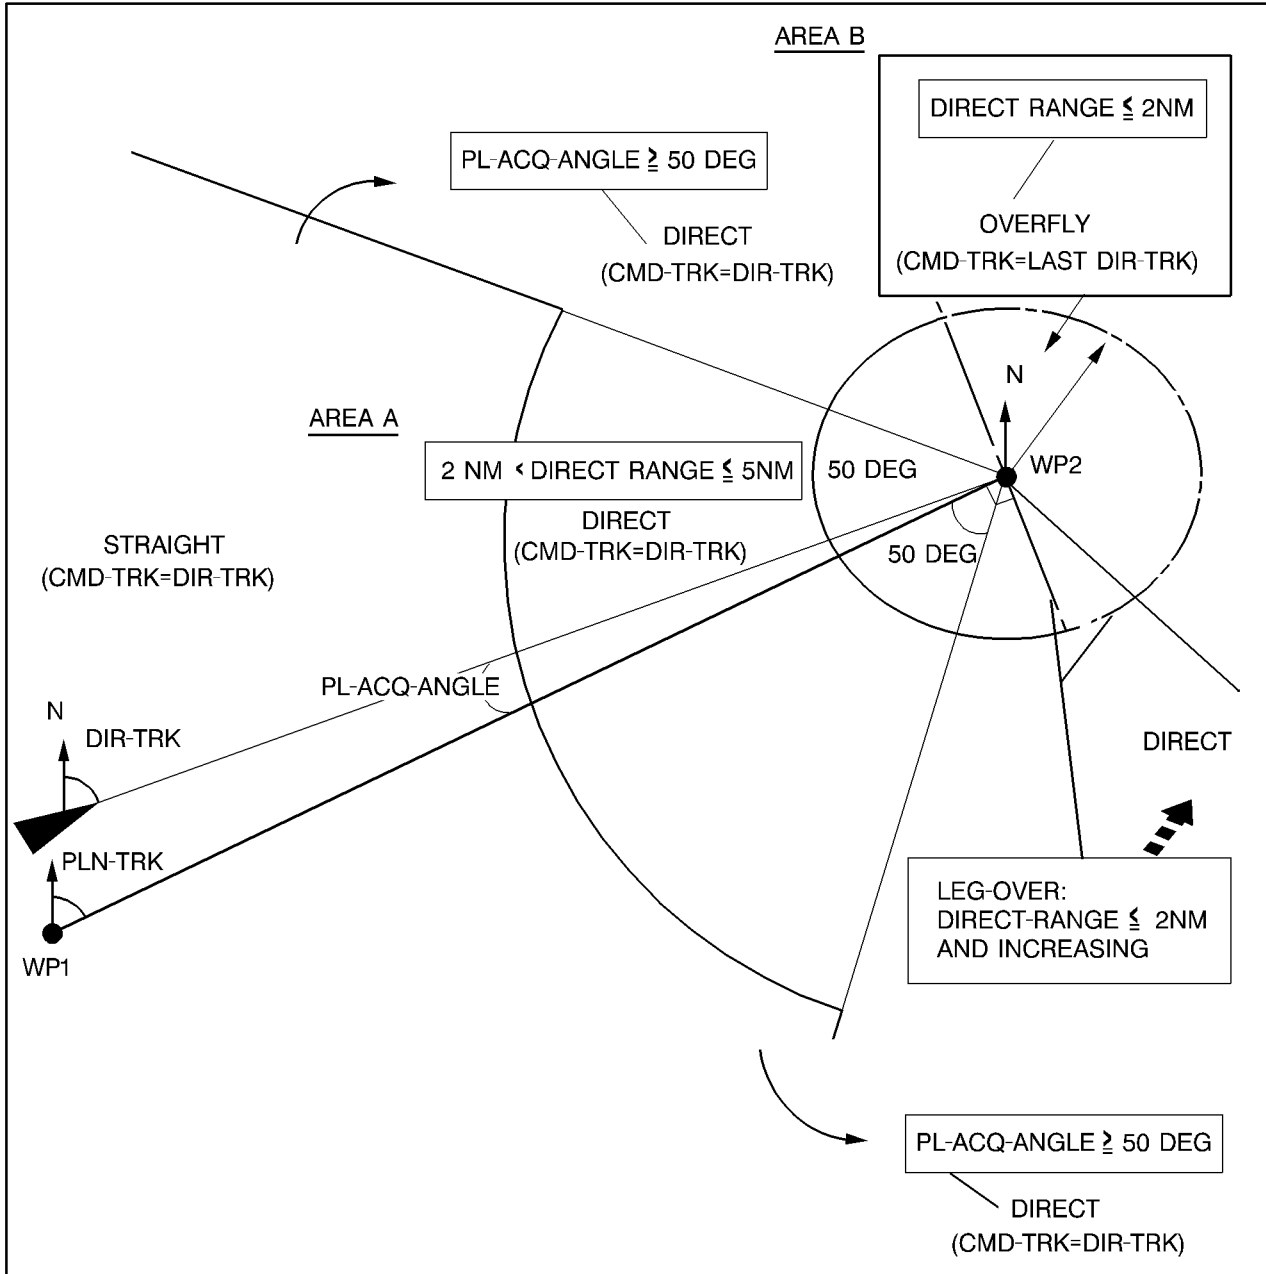 AREA B
DIRECT RANGE ≦ 2NM
OVERFLY
(CMD-TRK=LAST DIR-TRK)
PL-ACQ-ANGLE ≧ 50 DEG
DIRECT
(CMD-TRK=DIR-TRK)
N
WP2
AREA A
2 NM < DIRECT RANGE ≦ 5NM
50 DEG
DIRECT
(CMD-TRK=DIR-TRK)
50 DEG
STRAIGHT
(CMD-TRK=DIR-TRK)
PL-ACQ-ANGLE
N
DIR-TRK
PLN-TRK
WP1
DIRECT
LEG-OVER:
DIRECT-RANGE ≦ 2NM
AND INCREASING
PL-ACQ-ANGLE ≧ 50 DEG
DIRECT
(CMD-TRK=DIR-TRK)